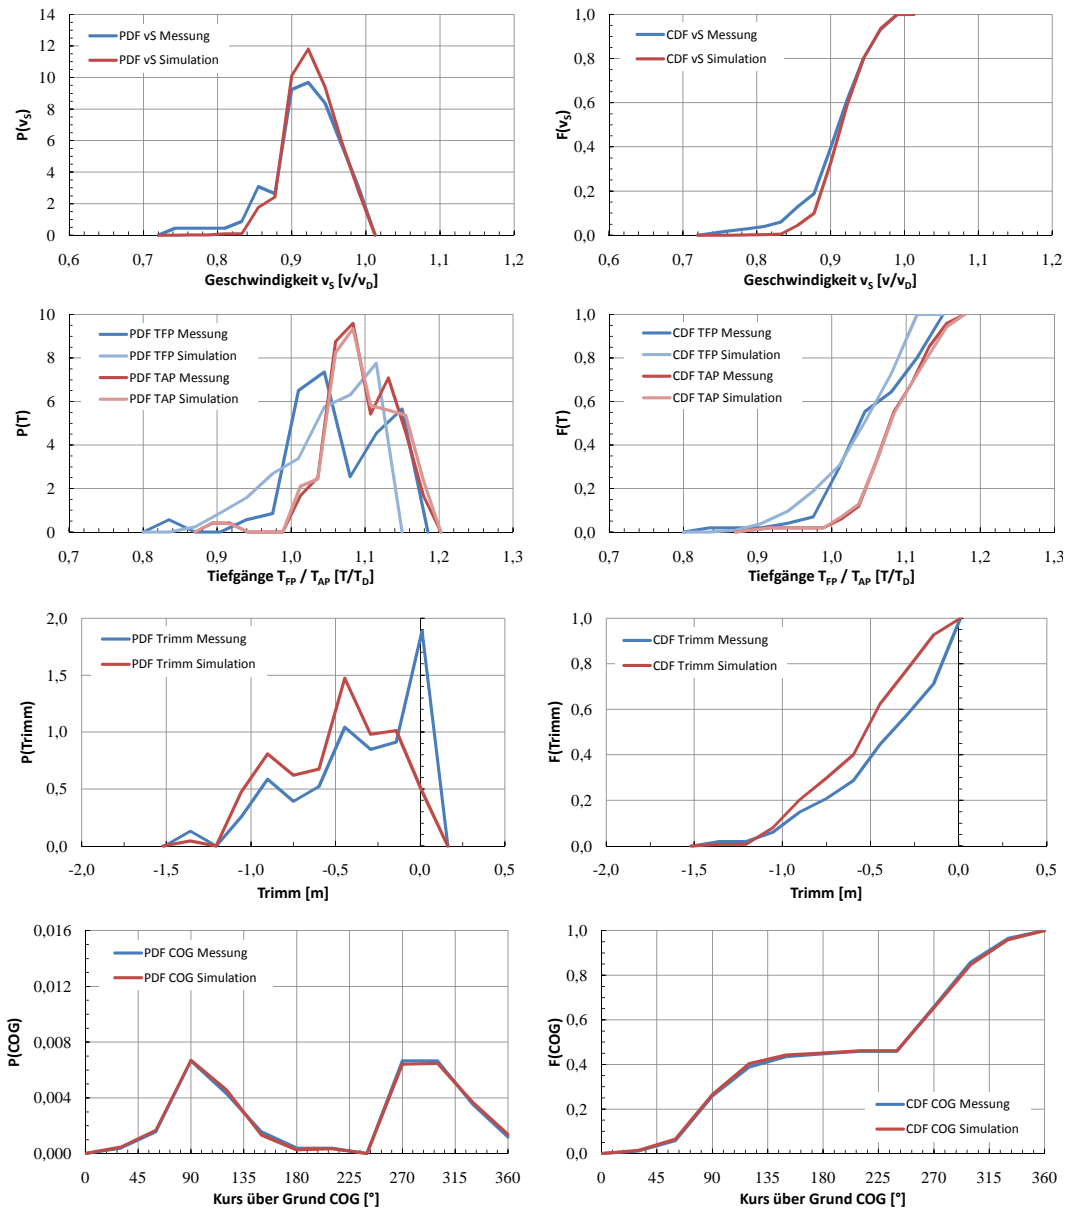 14
12
10
8
6
4
2
0
P(vS)
PDF vS Messung
PDF vS Simulation
0,6 0,7 0,8 0,9 1,0 1,1 1,2
Geschwindigkeit vS [v/vD]
1,0
0,8
0,6
0,4
0,2
0,0
F(vS)
CDF vS Messung
CDF vS Simulation
0,6 0,7 0,8 0,9 1,0 1,1 1,2
Geschwindigkeit vS [v/vD]
10
8
6
4
2
0
P(T)
PDF TFP Messung
PDF TFP Simulation
PDF TAP Messung
PDF TAP Simulation
0,7 0,8 0,9 1,0 1,1 1,2 1,3
Tiefgänge TFP / TAP [T/TD]
1,0
0,8
0,6
0,4
0,2
0,0
F(T)
CDF TFP Messung
CDF TFP Simulation
CDF TAP Messung
CDF TAP Simulation
0,7 0,8 0,9 1,0 1,1 1,2 1,3
Tiefgänge TFP / TAP [T/TD]
2,0
1,5
1,0
0,5
0,0
P(Trimm)
PDF Trimm Messung
PDF Trimm Simulation
-2,0 -1,5 -1,0 -0,5 0,0 0,5
Trimm [m]
1,0
0,8
0,6
0,4
0,2
0,0
F(Trimm)
CDF Trimm Messung
CDF Trimm Simulation
-2,0 -1,5 -1,0 -0,5 0,0 0,5
Trimm [m]
0,016
0,012
0,008
0,004
0,000
P(COG)
PDF COG Messung
PDF COG Simulation
0 45 90 135 180 225 270 315 360
Kurs über Grund COG [°]
1,0
0,8
0,6
0,4
0,2
0,0
F(COG)
CDF COG Messung
CDF COG Simulation
0 45 90 135 180 225 270 315 360
Kurs über Grund COG [°]